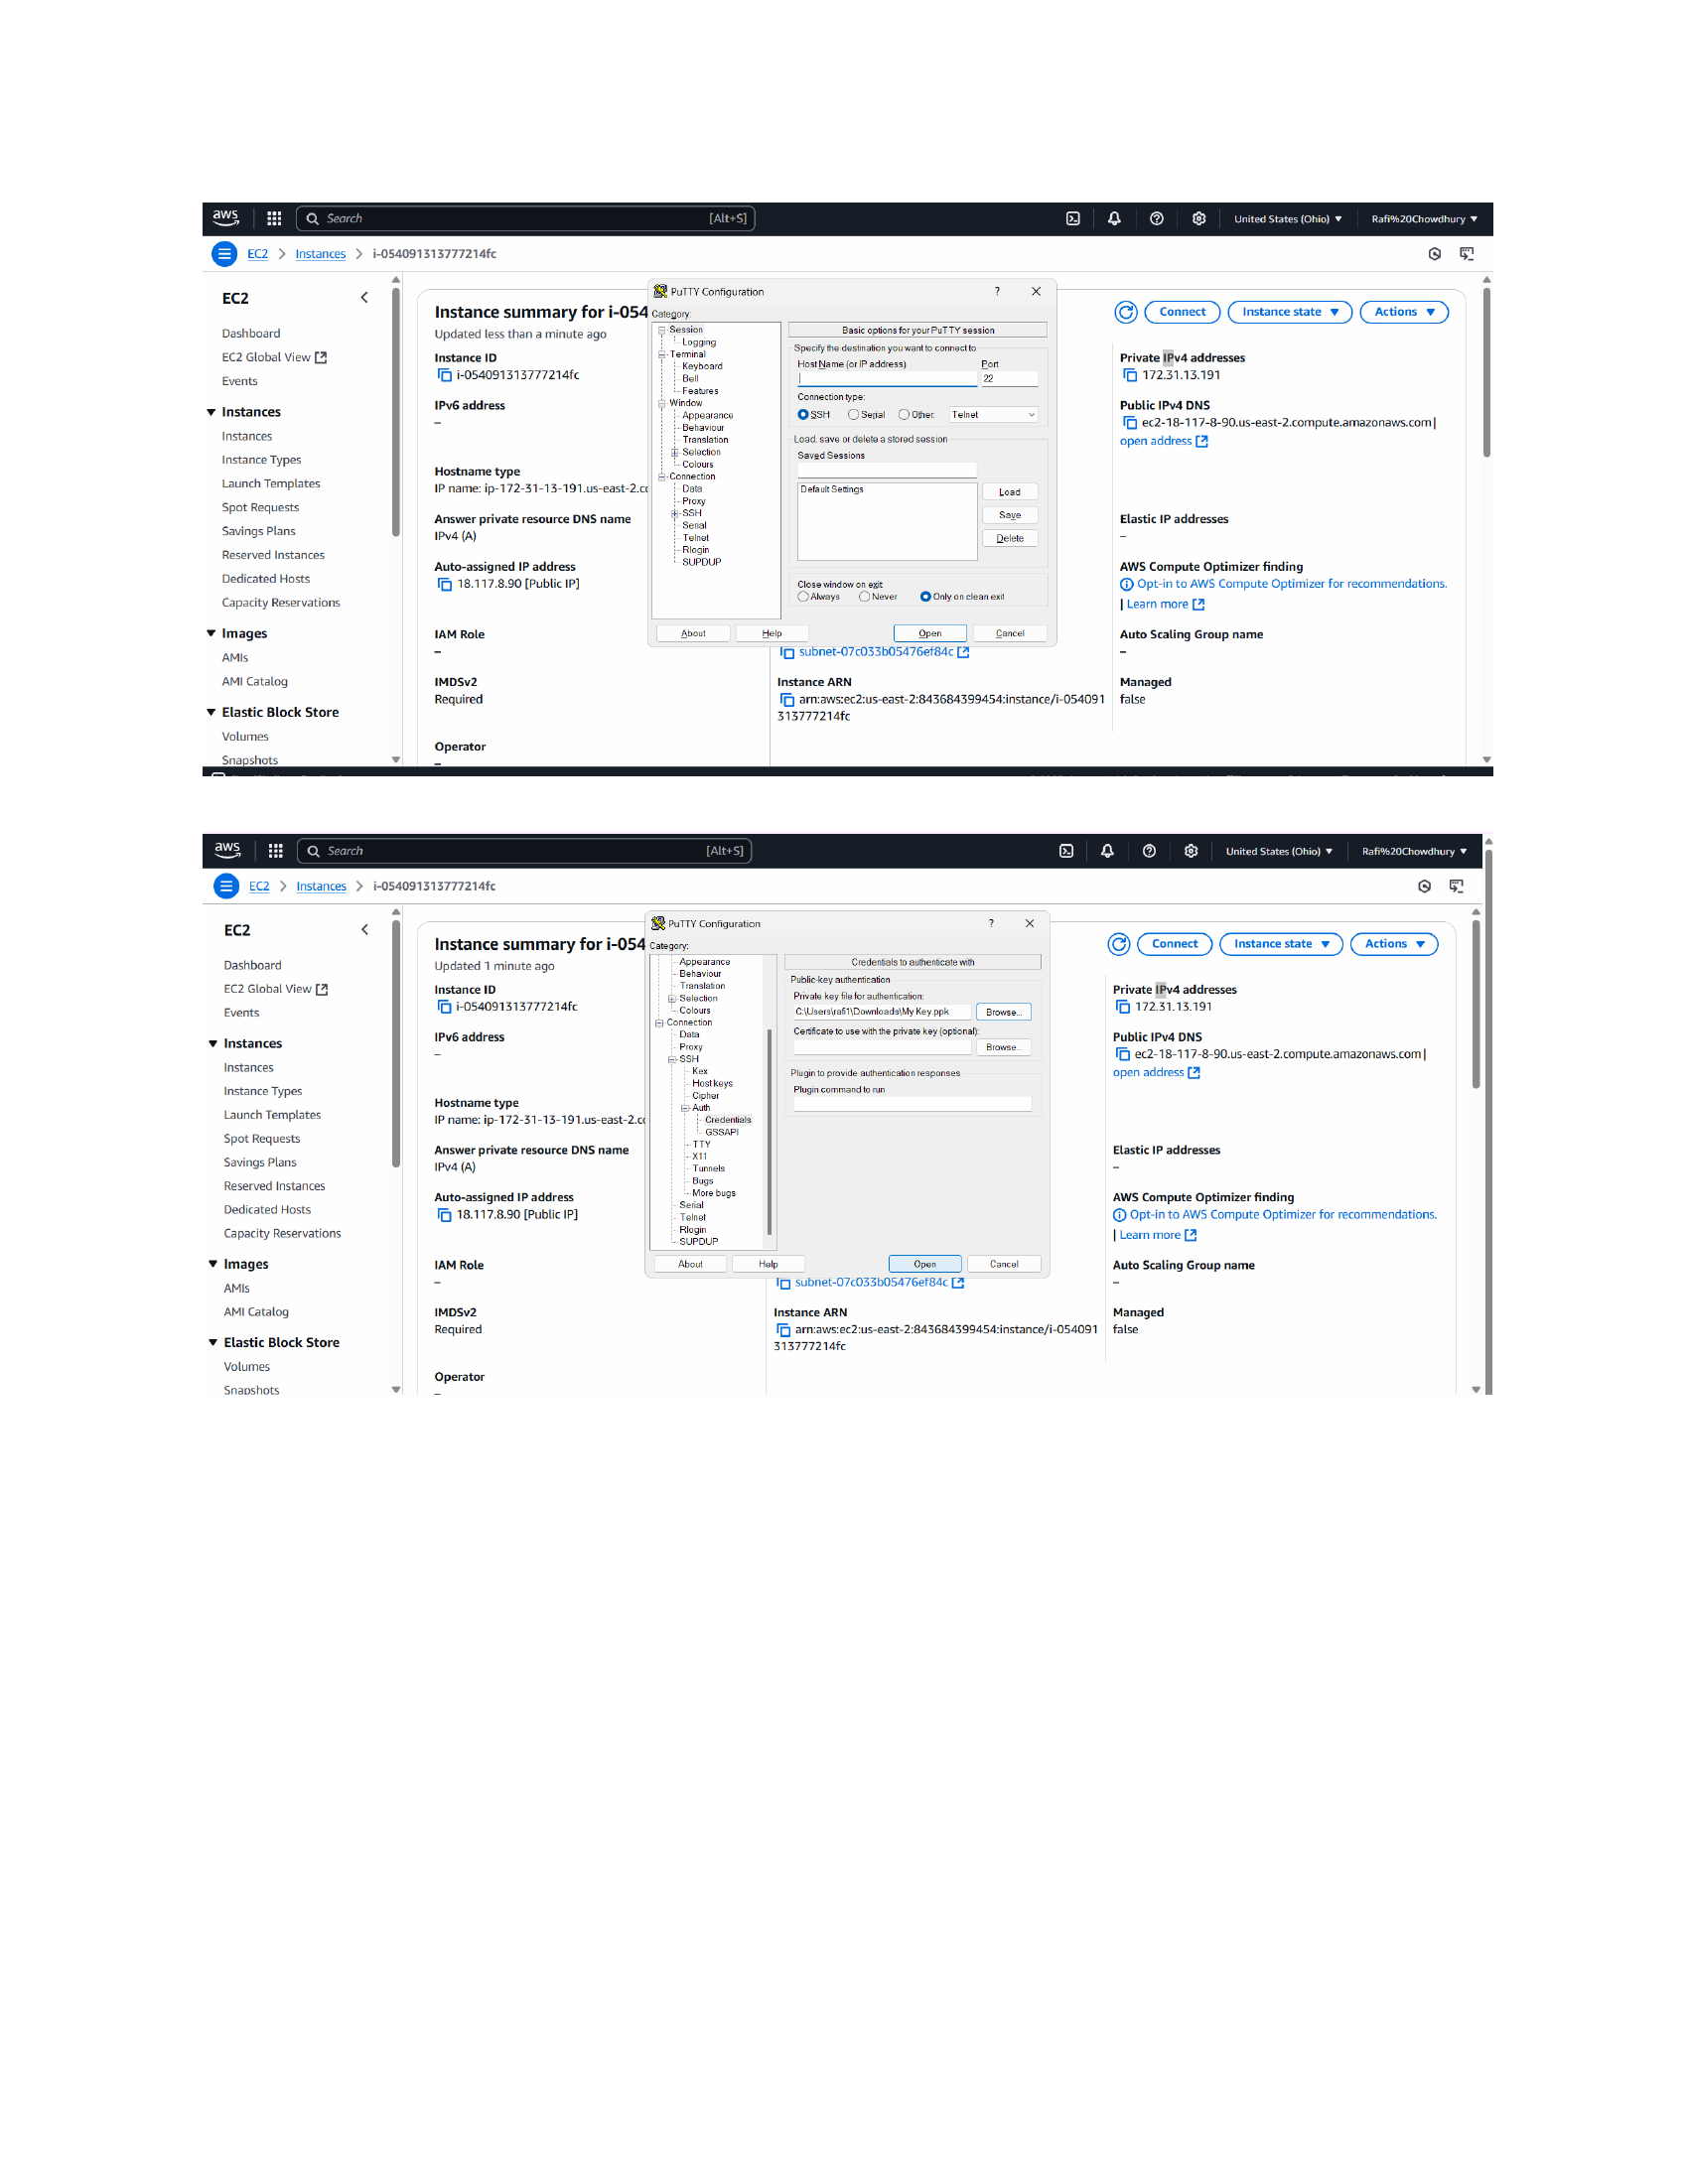 aws
Search [Alt+S]
United States (Ohio)
Rafi%20Chowdhury
EC2 > Instances > i-054091313777214fc
EC2
Dashboard
EC2 Global View
Events
Instances
Instances
Instance Types
Launch Templates
Spot Requests
Savings Plans
Reserved Instances
Dedicated Hosts
Capacity Reservations
Images
AMIs
AMI Catalog
Elastic Block Store
Volumes
Snapshots
Instance summary for i-054
Updated less than a minute ago
Connect
Instance state
Actions
Instance ID
i-054091313777214fc
IPv6 address
–
Hostname type
IP name: ip-172-31-13-191.us-east-2.co
Answer private resource DNS name
IPv4 (A)
Auto-assigned IP address
18.117.8.90 [Public IP]
IAM Role
–
IMDSv2
Required
Operator
–
PuTTY Configuration
? ×
Category:
Session
Logging
Terminal
Keyboard
Bell
Features
Window
Appearance
Behaviour
Translation
Selection
Colours
Connection
Data
Proxy
SSH
Serial
Telnet
Rlogin
SUPDUP
Basic options for your PuTTY session
Specify the destination you want to connect to
Host Name (or IP address) Port
22
Connection type:
SSH Serial Other: Telnet
Load, save or delete a stored session
Saved Sessions
Default Settings
Load
Save
Delete
Close window on exit
Always Never Only on clean exit
About Help Open Cancel
subnet-07c033b05476ef84c
Instance ARN
arn:aws:ec2:us-east-2:843684399454:instance/i-054091
313777214fc
Private IPv4 addresses
172.31.13.191
Public IPv4 DNS
ec2-18-117-8-90.us-east-2.compute.amazonaws.com |
open address
Elastic IP addresses
–
AWS Compute Optimizer finding
Opt-in to AWS Compute Optimizer for recommendations.
| Learn more
Auto Scaling Group name
–
Managed
false
aws
Search [Alt+S]
United States (Ohio)
Rafi%20Chowdhury
EC2 > Instances > i-054091313777214fc
EC2
Dashboard
EC2 Global View
Events
Instances
Instances
Instance Types
Launch Templates
Spot Requests
Savings Plans
Reserved Instances
Dedicated Hosts
Capacity Reservations
Images
AMIs
AMI Catalog
Elastic Block Store
Volumes
Snapshots
Instance summary for i-054
Updated 1 minute ago
Connect
Instance state
Actions
Instance ID
i-054091313777214fc
IPv6 address
–
Hostname type
IP name: ip-172-31-13-191.us-east-2.co
Answer private resource DNS name
IPv4 (A)
Auto-assigned IP address
18.117.8.90 [Public IP]
IAM Role
–
IMDSv2
Required
Operator
–
PuTTY Configuration
? ×
Category:
Appearance
Behaviour
Translation
Selection
Colours
Connection
Data
Proxy
SSH
Kex
Host keys
Cipher
Auth
Credentials
GSSAPI
TTY
X11
Tunnels
Bugs
More bugs
Serial
Telnet
Rlogin
SUPDUP
Credentials to authenticate with
Public-key authentication
Private key file for authentication:
C:\Users\rafi1\Downloads\My Key.ppk Browse...
Certificate to use with the private key (optional):
Browse...
Plugin to provide authentication responses
Plugin command to run
About Help Open Cancel
subnet-07c033b05476ef84c
Instance ARN
arn:aws:ec2:us-east-2:843684399454:instance/i-054091
313777214fc
Private IPv4 addresses
172.31.13.191
Public IPv4 DNS
ec2-18-117-8-90.us-east-2.compute.amazonaws.com |
open address
Elastic IP addresses
–
AWS Compute Optimizer finding
Opt-in to AWS Compute Optimizer for recommendations.
| Learn more
Auto Scaling Group name
–
Managed
false